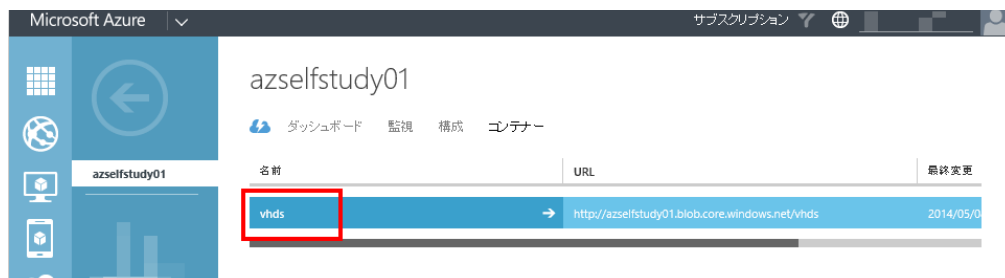 Microsoft Azure サブスクリプション
azselfstudy01
ダッシュボード 監視 構成 コンテナー
azselfstudy01
名前 URL 最終変更
vhds http://azselfstudy01.blob.core.windows.net/vhds 2014/05/0